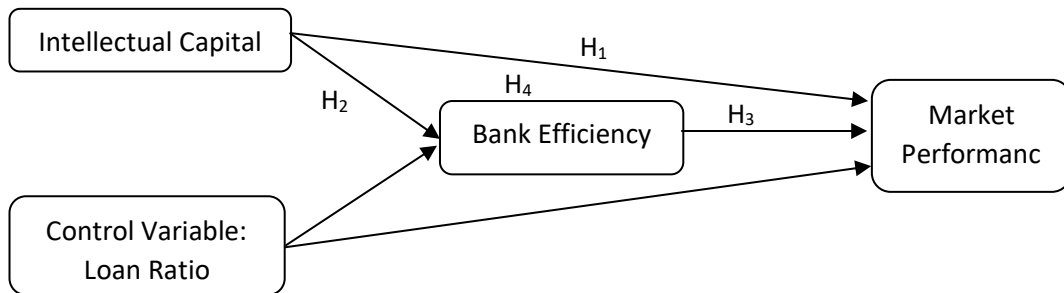 Intellectual Capital
H₁
H₂
H₄
Bank Efficiency
H₃
Market
Performanc
Control Variable:
Loan Ratio